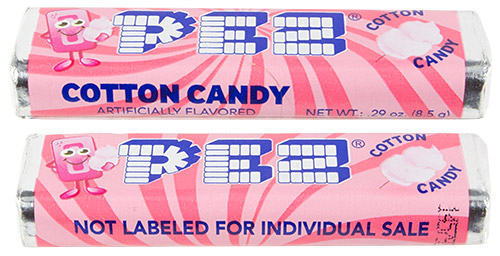 PEZ®
COTTON
CANDY
COTTON CANDY
ARTIFICIALLY FLAVORED
NET WT: .29 oz. (8.5 g)
PEZ®
COTTON
CANDY
NOT LABELED FOR INDIVIDUAL SALE